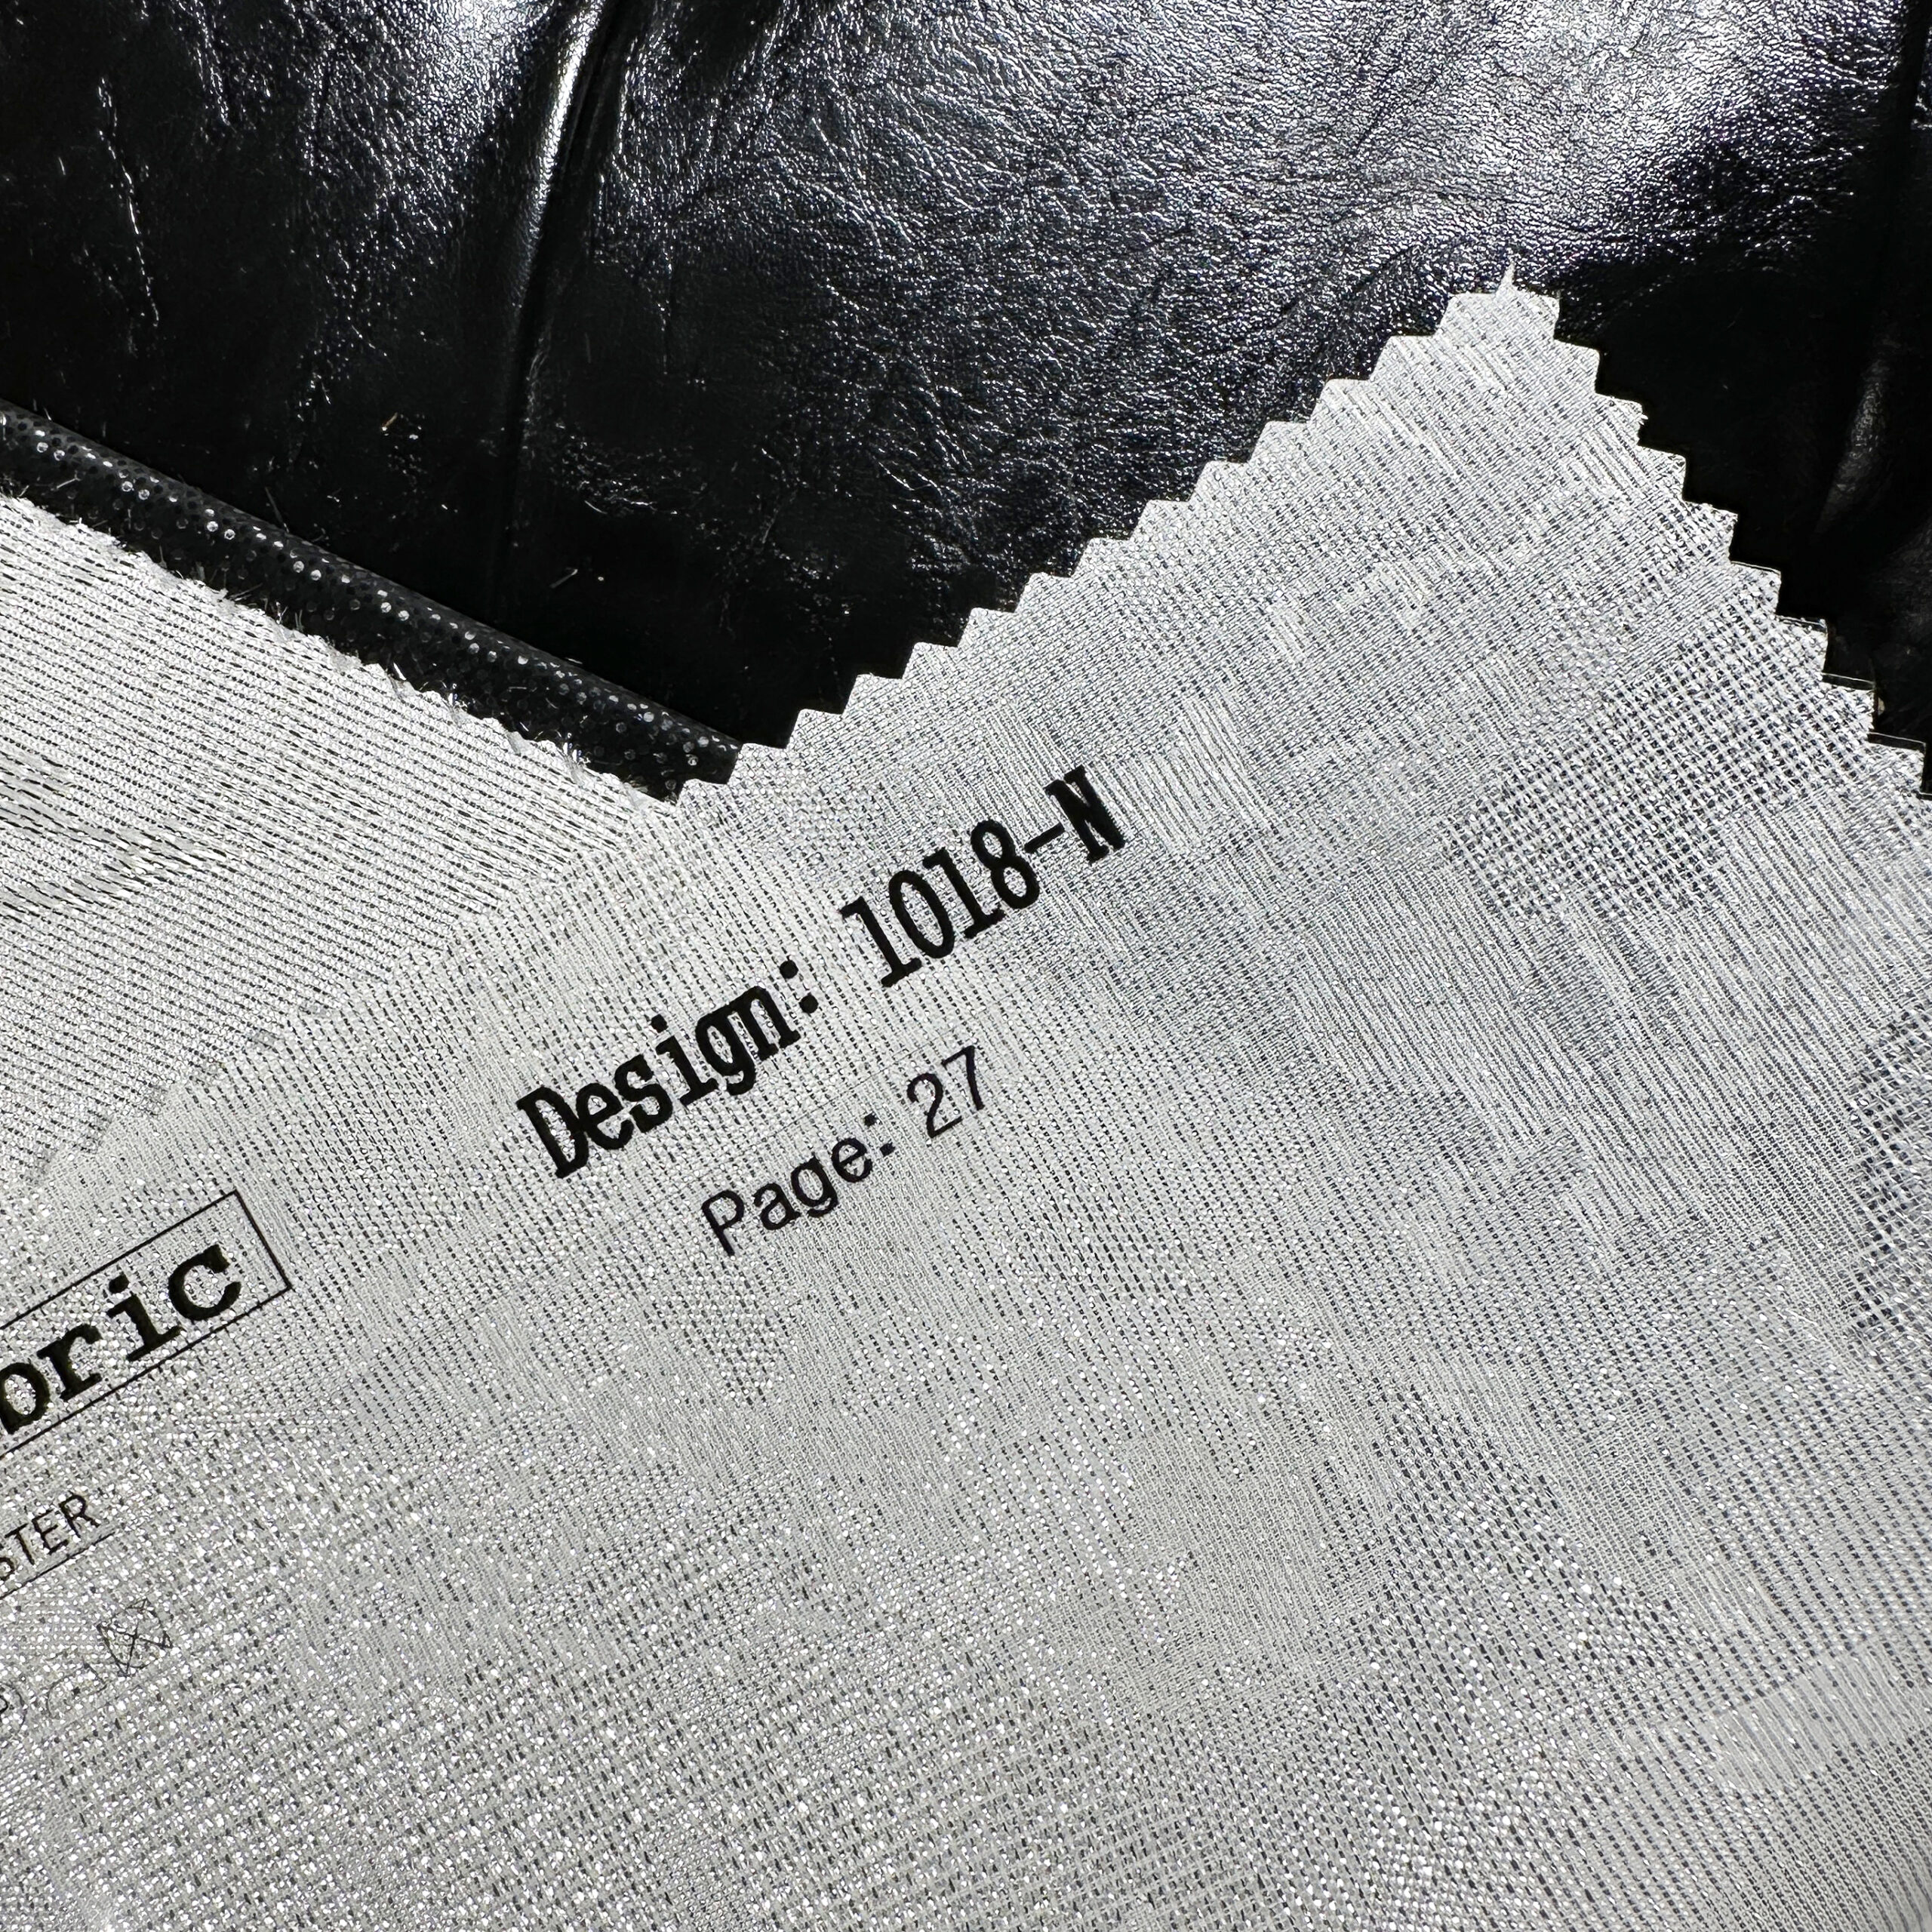 Design: 1018-N
Page: 27
bric
STER